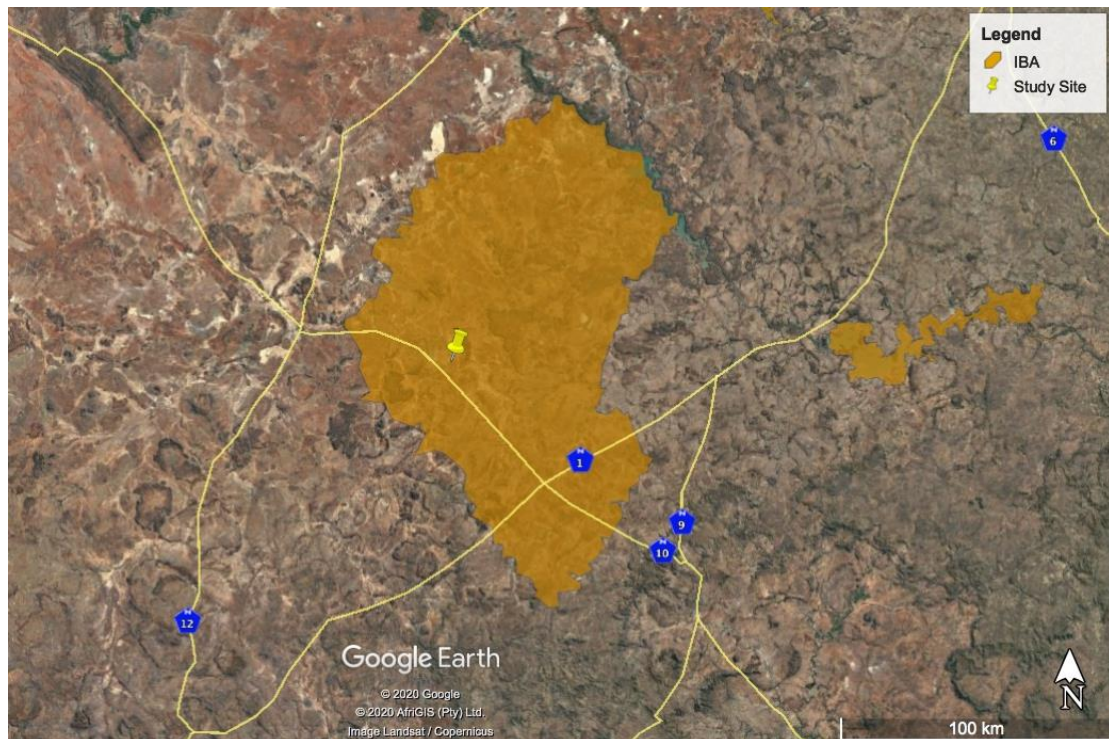 Legend
IBA
Study Site
N
6
N
1
N
9
N
10
N
12
Google Earth
© 2020 Google
© 2020 AfriGIS (Pty) Ltd.
Image Landsat / Copernicus
N
100 km